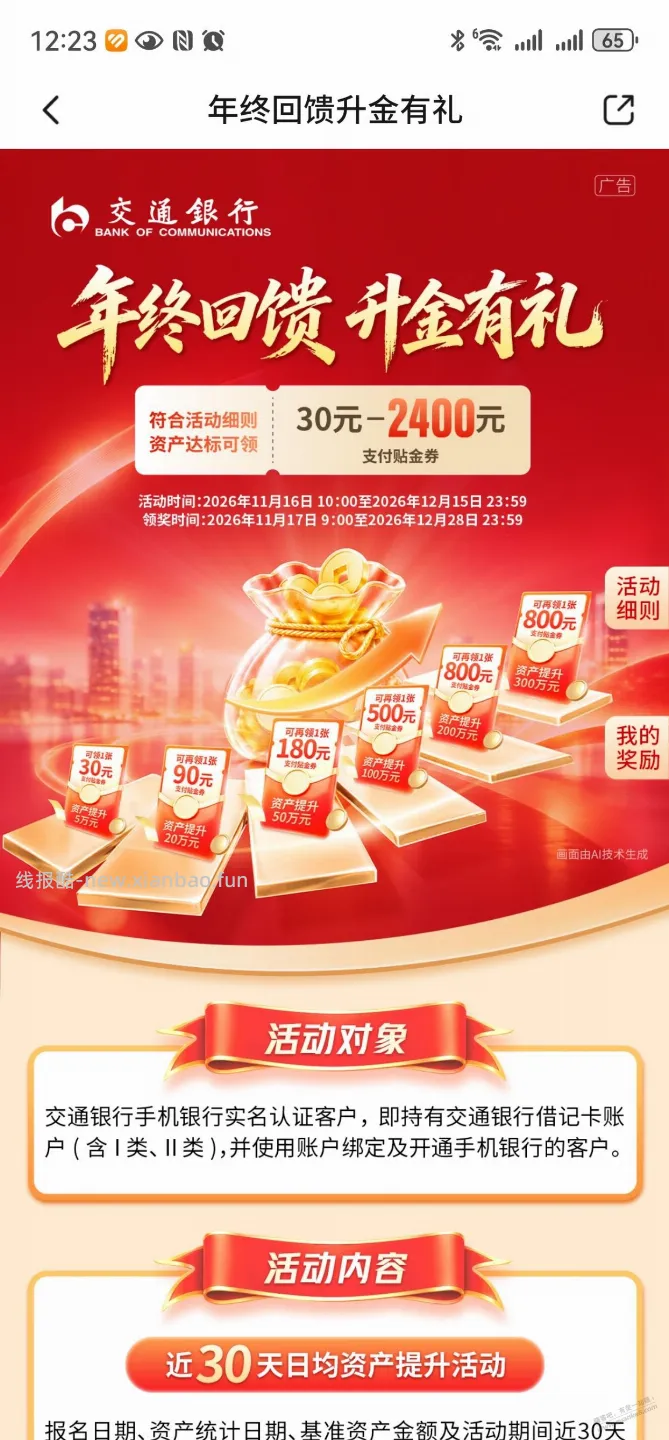 12:23
6
65
年终回馈升金有礼
广告
交通銀行
BANK OF COMMUNICATIONS
年终回馈 升金有礼
符合活动细则
资产达标可领
30元-2400元
支付贴金券
活动时间:2026年11月16日 10:00至2026年12月15日 23:59
领奖时间:2026年11月17日 9:00至2026年12月28日 23:59
活动
细则
可再领1张
800元
支付贴金券
资产提升
300万元
可再领1张
800元
支付贴金券
资产提升
200万元
可再领1张
500元
支付贴金券
资产提升
100万元
我的
奖励
可再领1张
180元
支付贴金券
资产提升
50万元
可再领1张
90元
支付贴金券
资产提升
20万元
可领1张
30元
支付贴金券
资产提升
5万元
画面由AI技术生成
线报酷-new.xianbao.fun
活动对象
交通银行手机银行实名认证客户，即持有交通银行借记卡账
户(含I类、II类),并使用账户绑定及开通手机银行的客户。
活动内容
近30天日均资产提升活动
报名日期、资产统计日期、基准资产金额及活动期间近30天